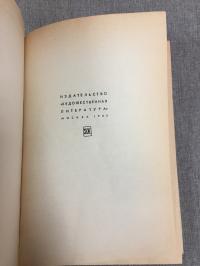 ИЗДАТЕЛЬСТВО
«ХУДОЖЕСТВЕННАЯ
ЛИТЕРАТУРА»
МОСКВА